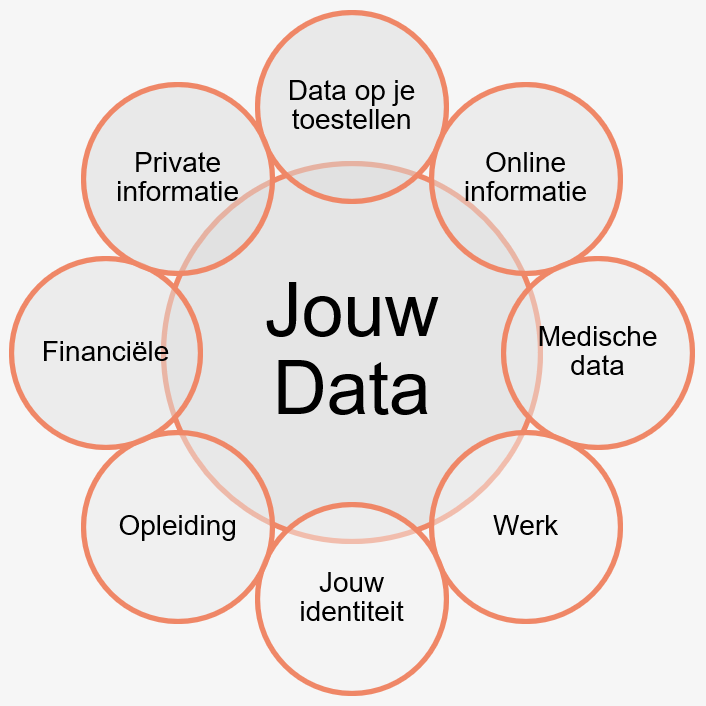 Data op je
toestellen
Private
informatie
Online
informatie
Jouw
Data
Financiële
Medische
data
Opleiding
Werk
Jouw
identiteit